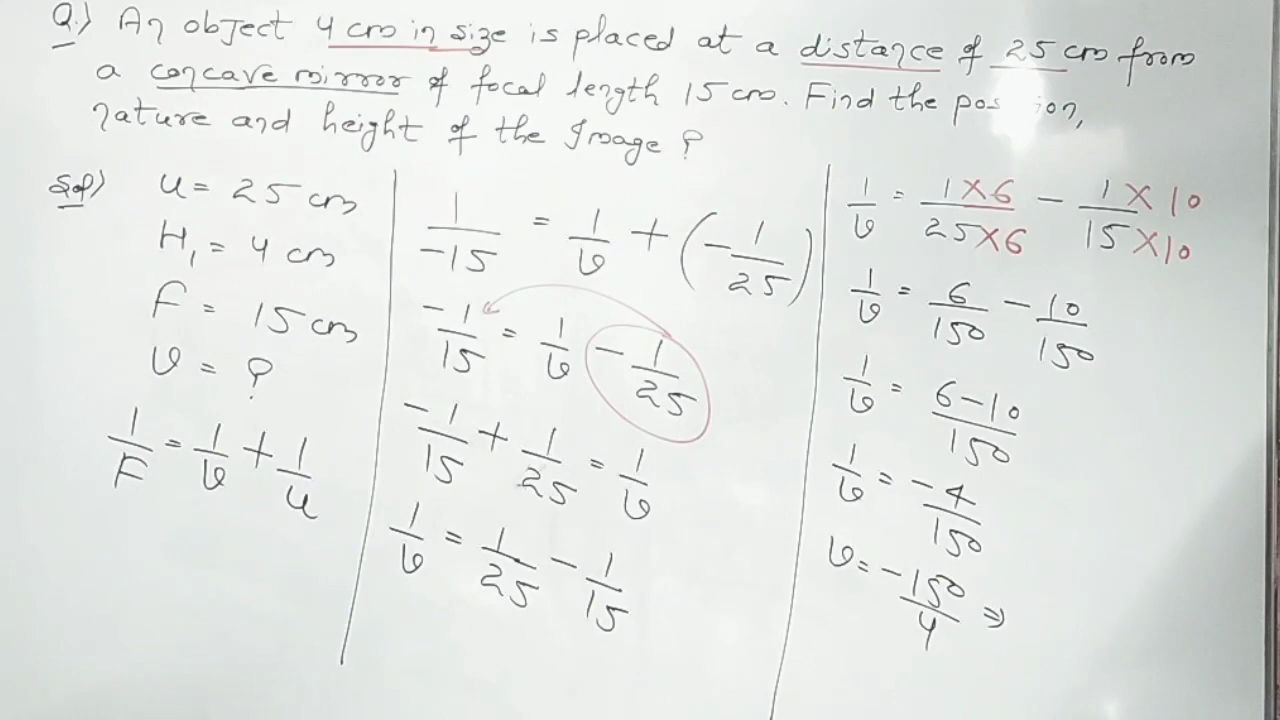 Q.) An object 4 cm in size is placed at a distance of 25 cm from
a concave mirror of focal length 15 cm. Find the pos ion,
nature and height of the Image ?
Sol)
u = 25 cm
H₁ = 4 cm
F = 15 cm
v = ?
1/F = 1/v + 1/u
1/-15 = 1/v + (-1/25)
-1/15 = 1/v - 1/25
-1/15 + 1/25 = 1/v
1/v = 1/25 - 1/15
1/v = 1×6/25×6 - 1×10/15×10
1/v = 6/150 - 10/150
1/v = 6-10/150
1/v = -4/150
v = -150/4 ⇒